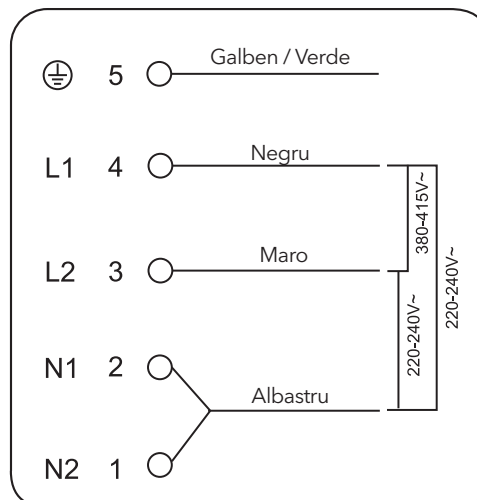 5 Galben / Verde
L1 4 Negru
L2 3 Maro
N1 2
Albastru
N2 1
380-415V~
220-240V~
220-240V~